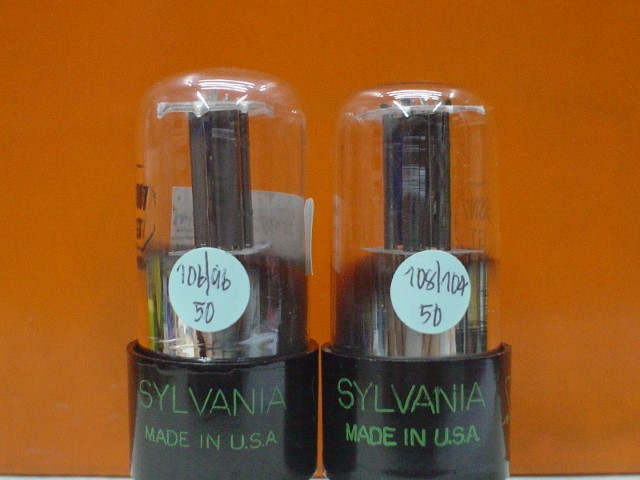 106/96
50
SYLVANIA
MADE IN U.S.A
108/104
50
SYLVANIA
MADE IN U.S.A.